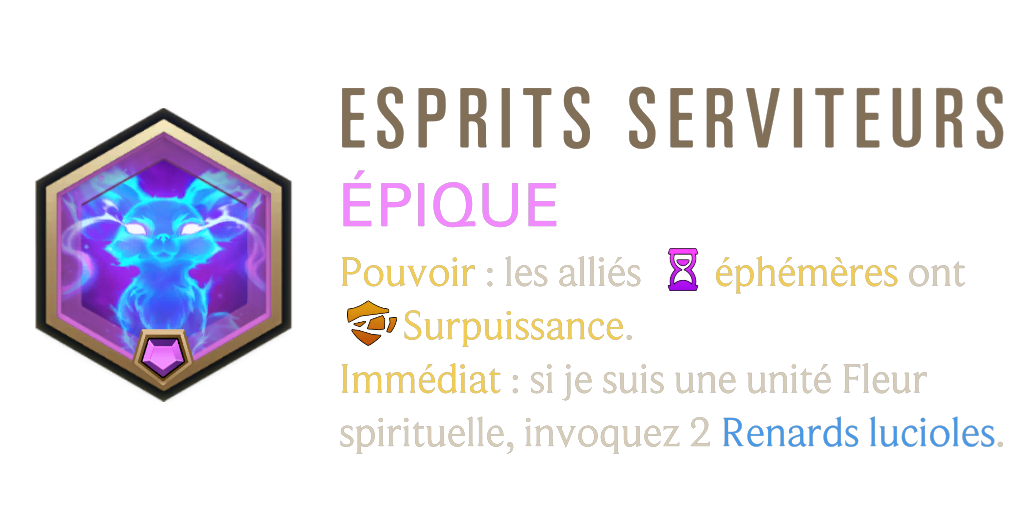 ESPRITS SERVITEURS
ÉPIQUE
Pouvoir : les alliés éphémères ont
Surpuissance.
Immédiat : si je suis une unité Fleur
spirituelle, invoquez 2 Renards lucioles.